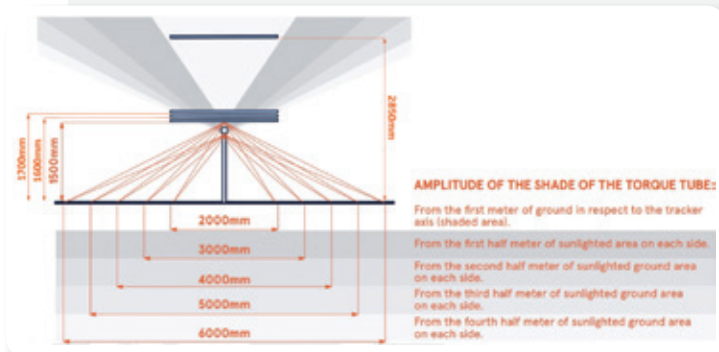 2850mm
1700mm
1600mm
1500mm
AMPLITUDE OF THE SHADE OF THE TORQUE TUBE::
From the first meter of ground in respect to the tracker
axis (shaded area).
2000mm
From the first half meter of sunlighted area on each side.
3000mm
From the second half meter of sunlighted ground area
on each side.
4000mm
From the third half meter of sunlighted ground area
on each side.
5000mm
From the fourth half meter of sunlighted ground area
on each side.
6000mm